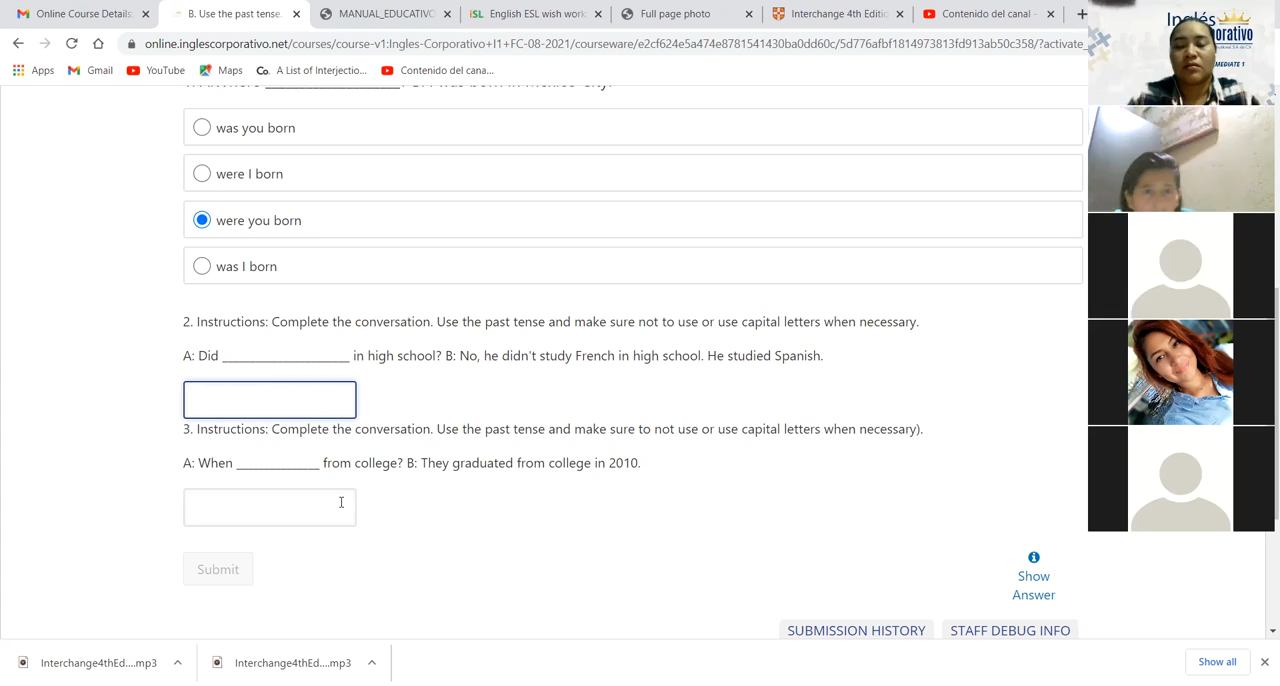 Online Course Details:
B. Use the past tense.
MANUAL_EDUCATIVO
English ESL wish work
Full page photo
Interchange 4th Editi
Contenido del canal -
online.inglescorporativo.net/courses/course-v1:Ingles-Corporativo+I1+FC-08-2021/courseware/e2cf624e5a474e8781541430ba0dd60c/5d776afbf1814973813fd913ab50c358/?activate_
Apps
Gmail
YouTube
Maps
A List of Interjectio...
Contenido del cana...
was you born
were I born
were you born
was I born
2. Instructions: Complete the conversation. Use the past tense and make sure not to use or use capital letters when necessary.
A: Did ____________________ in high school? B: No, he didn't study French in high school. He studied Spanish.
3. Instructions: Complete the conversation. Use the past tense and make sure to not use or use capital letters when necessary).
A: When _____________ from college? B: They graduated from college in 2010.
Submit
Show
Answer
SUBMISSION HISTORY
STAFF DEBUG INFO
Interchange4thEd....mp3
Interchange4thEd....mp3
Show all
Inglés